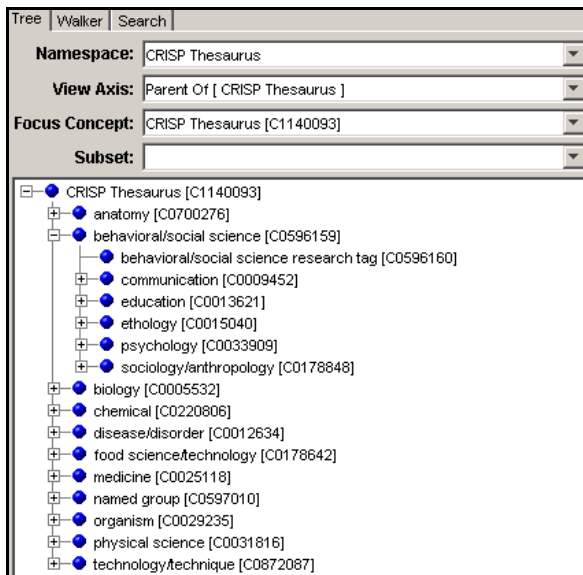 Tree Walker Search
Namespace: CRISP Thesaurus
View Axis: Parent Of [ CRISP Thesaurus ]
Focus Concept: CRISP Thesaurus [C1140093]
Subset:
CRISP Thesaurus [C1140093]
anatomy [C0700276]
behavioral/social science [C0596159]
behavioral/social science research tag [C0596160]
communication [C0009452]
education [C0013621]
ethology [C0015040]
psychology [C0033909]
sociology/anthropology [C0178848]
biology [C0005532]
chemical [C0220806]
disease/disorder [C0012634]
food science/technology [C0178642]
medicine [C0025118]
named group [C0597010]
organism [C0029235]
physical science [C0031816]
technology/technique [C0872087]